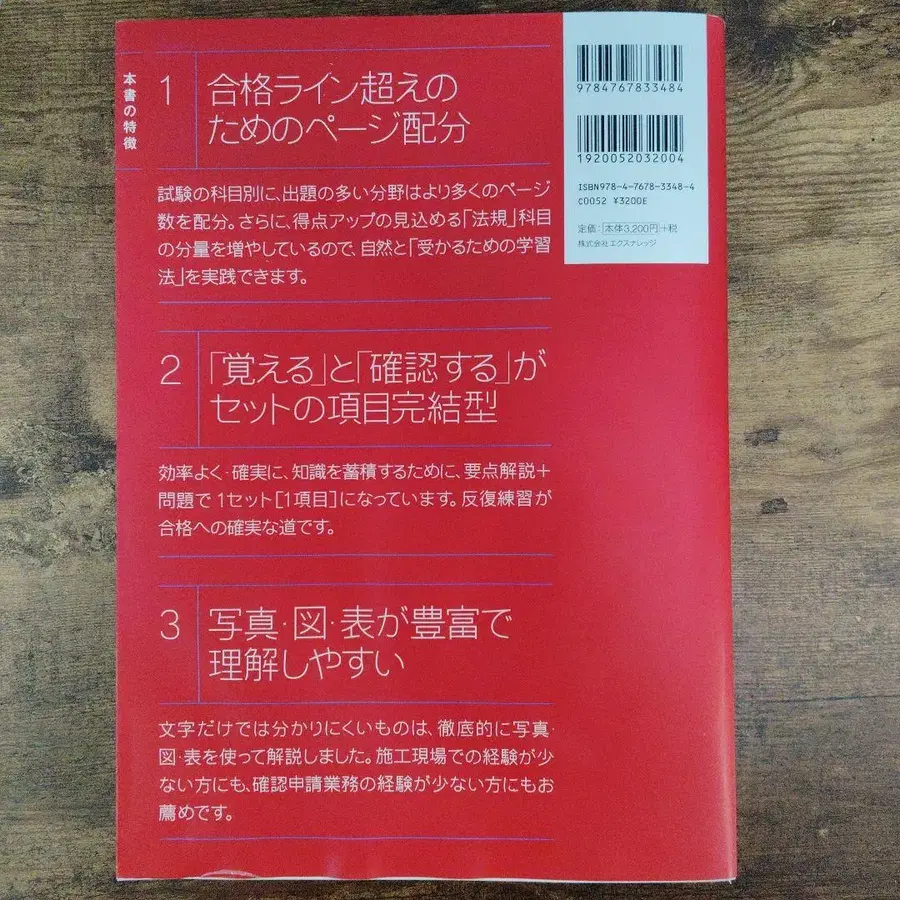 本書の特徴
1
合格ライン超えの
ためのページ配分
試験の科目別に、出題の多い分野はより多くのページ
数を配分。さらに、得点アップの見込める「法規」科目
の分量を増やしているので、自然と「受かるための学習
法」を実践できます。
2
「覚える」と「確認する」が
セットの項目完結型
効率よく・確実に、知識を蓄積するために、要点解説+
問題で1セット[1項目]になっています。反復練習が
合格への確実な道です。
3
写真・図・表が豊富で
理解しやすい
文字だけでは分かりにくいものは、徹底的に写真・
図・表を使って解説しました。施工現場での経験が少
ない方にも、確認申請業務の経験が少ない方にもお
薦めです。
9784767833484
1920052032004
ISBN978-4-7678-3348-4
C0052 ¥3200E
定価:本体3,200円+税
株式会社エクスナレッジ